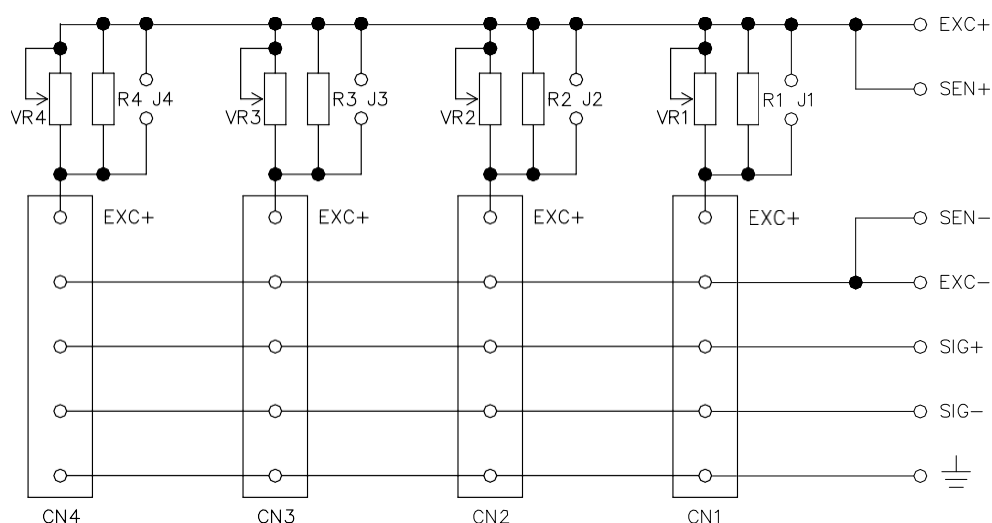 EXC+
SEN+
VR4 R4 J4 VR3 R3 J3 VR2 R2 J2 VR1 R1 J1
EXC+ EXC+ EXC+ EXC+ SEN−
EXC−
SIG+
SIG−
CN4 CN3 CN2 CN1